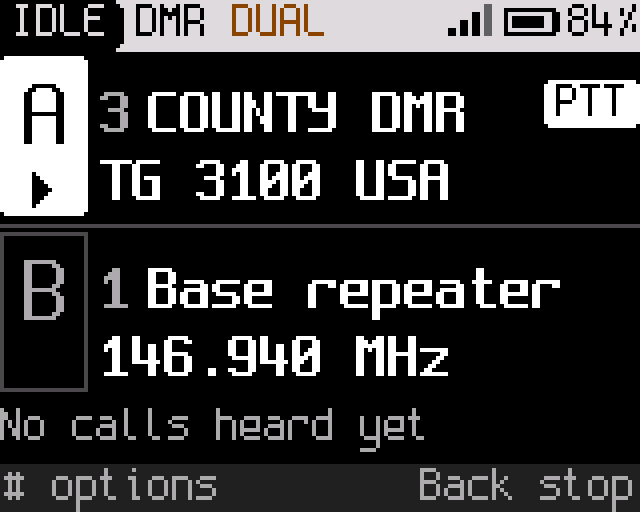 IDLE DMR DUAL 84%
A 3 COUNTY DMR PTT
TG 3100 USA
B 1 Base repeater
146.940 MHz
No calls heard yet
# options Back stop